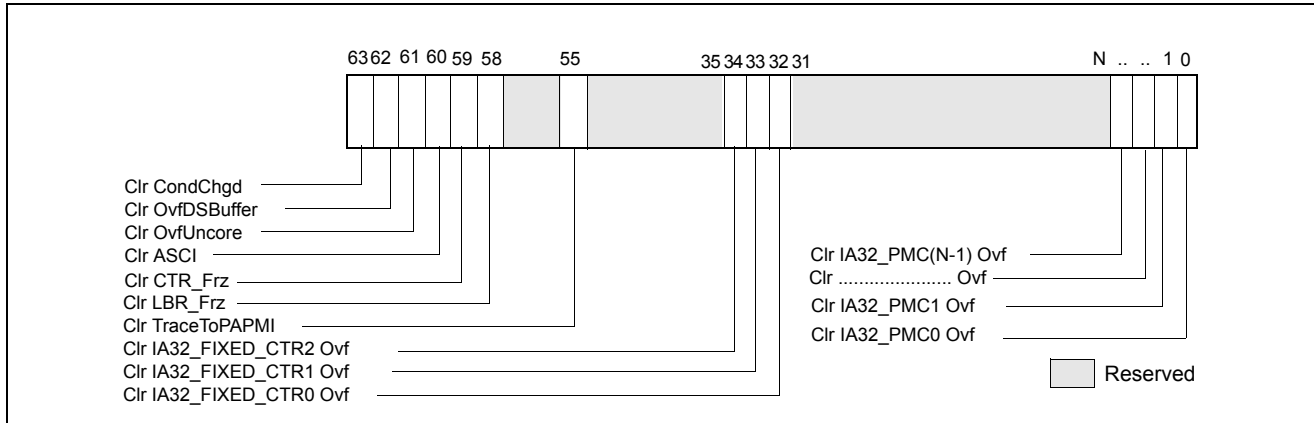 6362 61 60 59 58 55 35 34 33 32 31 N .. .. 1 0
Clr CondChgd
Clr OvfDSBuffer
Clr OvfUncore
Clr ASCI
Clr CTR_Frz
Clr LBR_Frz
Clr TraceToPAPMI
Clr IA32_FIXED_CTR2 Ovf
Clr IA32_FIXED_CTR1 Ovf
Clr IA32_FIXED_CTR0 Ovf
Clr IA32_PMC(N-1) Ovf
Clr ...................... Ovf
Clr IA32_PMC1 Ovf
Clr IA32_PMC0 Ovf
Reserved